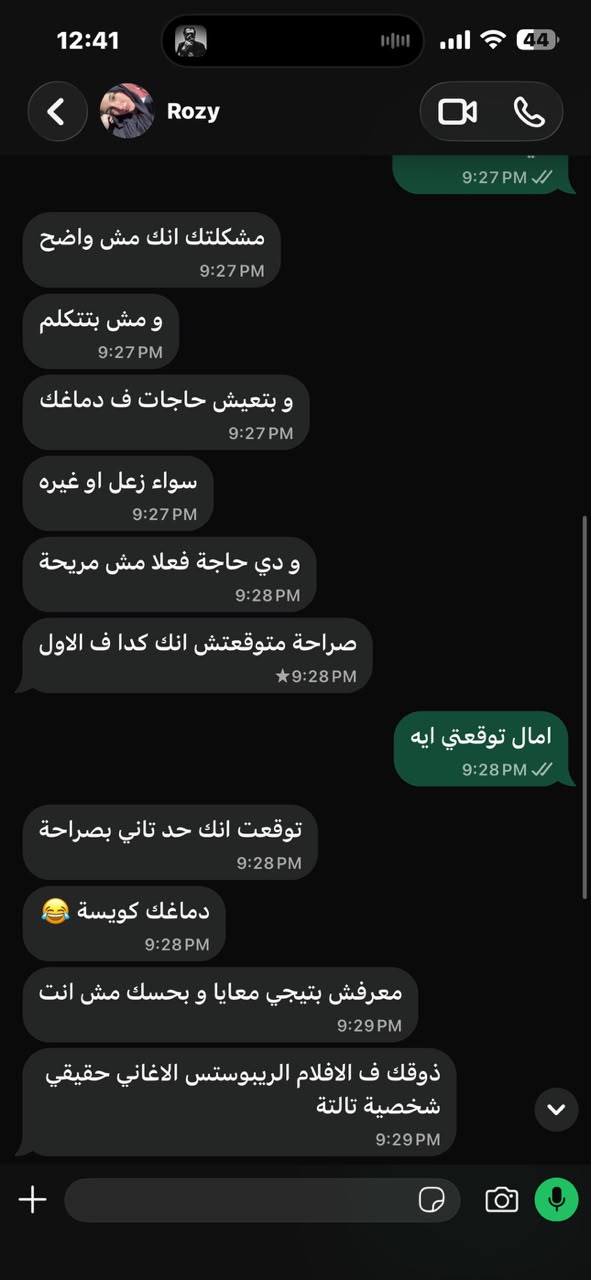 12:41
44
Rozy
9:27 PM
مشكلتك انك مش واضح
9:27 PM
و مش بتتكلم
9:27 PM
و بتعيش حاجات ف دماغك
9:27 PM
سواء زعل او غيره
9:27 PM
و دي حاجة فعلا مش مريحة
9:28 PM
صراحة متوقعتش انك كدا ف الاول
★9:28 PM
امال توقعتي ايه
9:28 PM
توقعت انك حد تاني بصراحة
9:28 PM
دماغك كويسة 😂
9:28 PM
معرفش بتيجي معايا و بحسك مش انت
9:29 PM
ذوقك ف الافلام الريبوستس الاغاني حقيقي
شخصية تالتة
9:29 PM